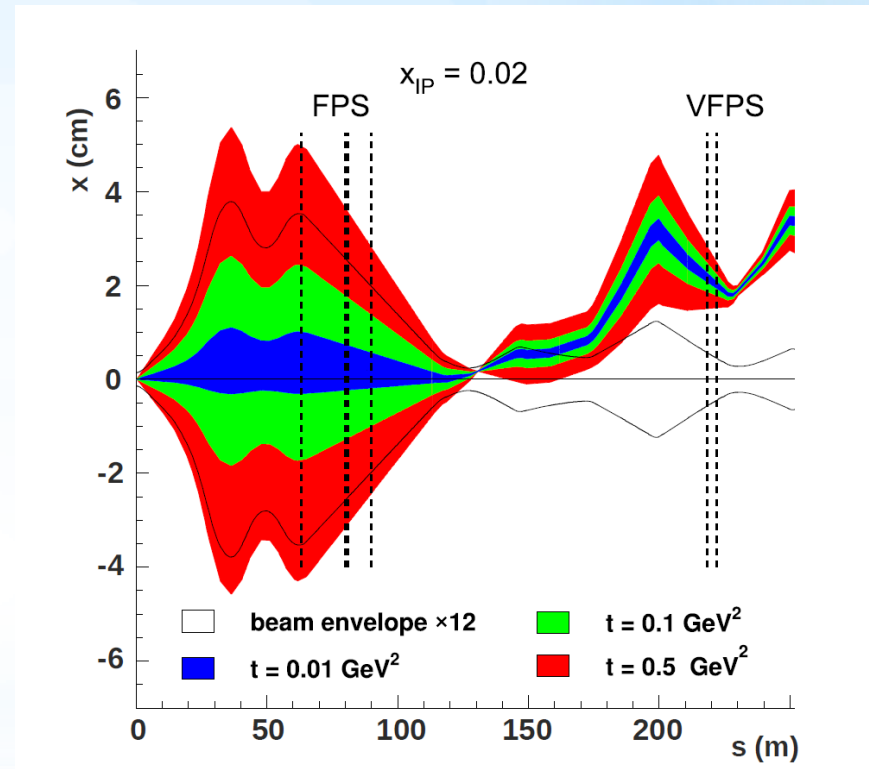 x_IP = 0.02
FPS
VFPS
x (cm)
6
4
2
0
-2
-4
-6
beam envelope ×12
t = 0.1 GeV²
t = 0.01 GeV²
t = 0.5 GeV²
0 50 100 150 200
s (m)